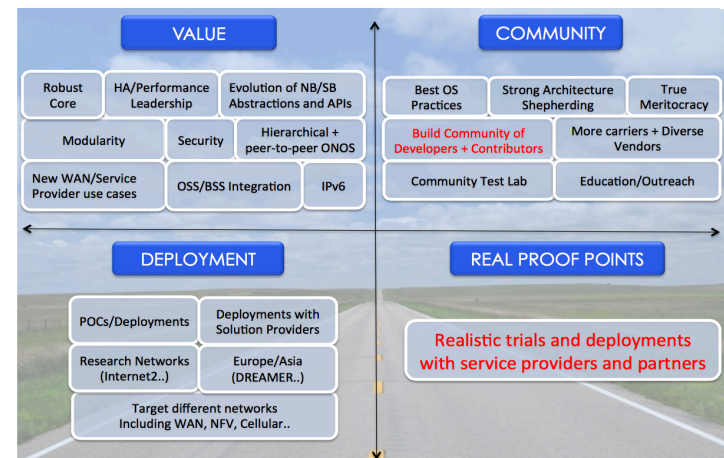 VALUE
Robust
Core
HA/Performance
Leadership
Evolution of NB/SB
Abstractions and APIs
Modularity
Security
Hierarchical +
peer-to-peer ONOS
New WAN/Service
Provider use cases
OSS/BSS Integration
IPv6
COMMUNITY
Best OS
Practices
Strong Architecture
Shepherding
True
Meritocracy
Build Community of
Developers + Contributors
More carriers + Diverse
Vendors
Community Test Lab
Education/Outreach
DEPLOYMENT
POCs/Deployments
Deployments with
Solution Providers
Research Networks
(Internet2..)
Europe/Asia
(DREAMER..)
Target different networks
Including WAN, NFV, Cellular..
REAL PROOF POINTS
Realistic trials and deployments
with service providers and partners